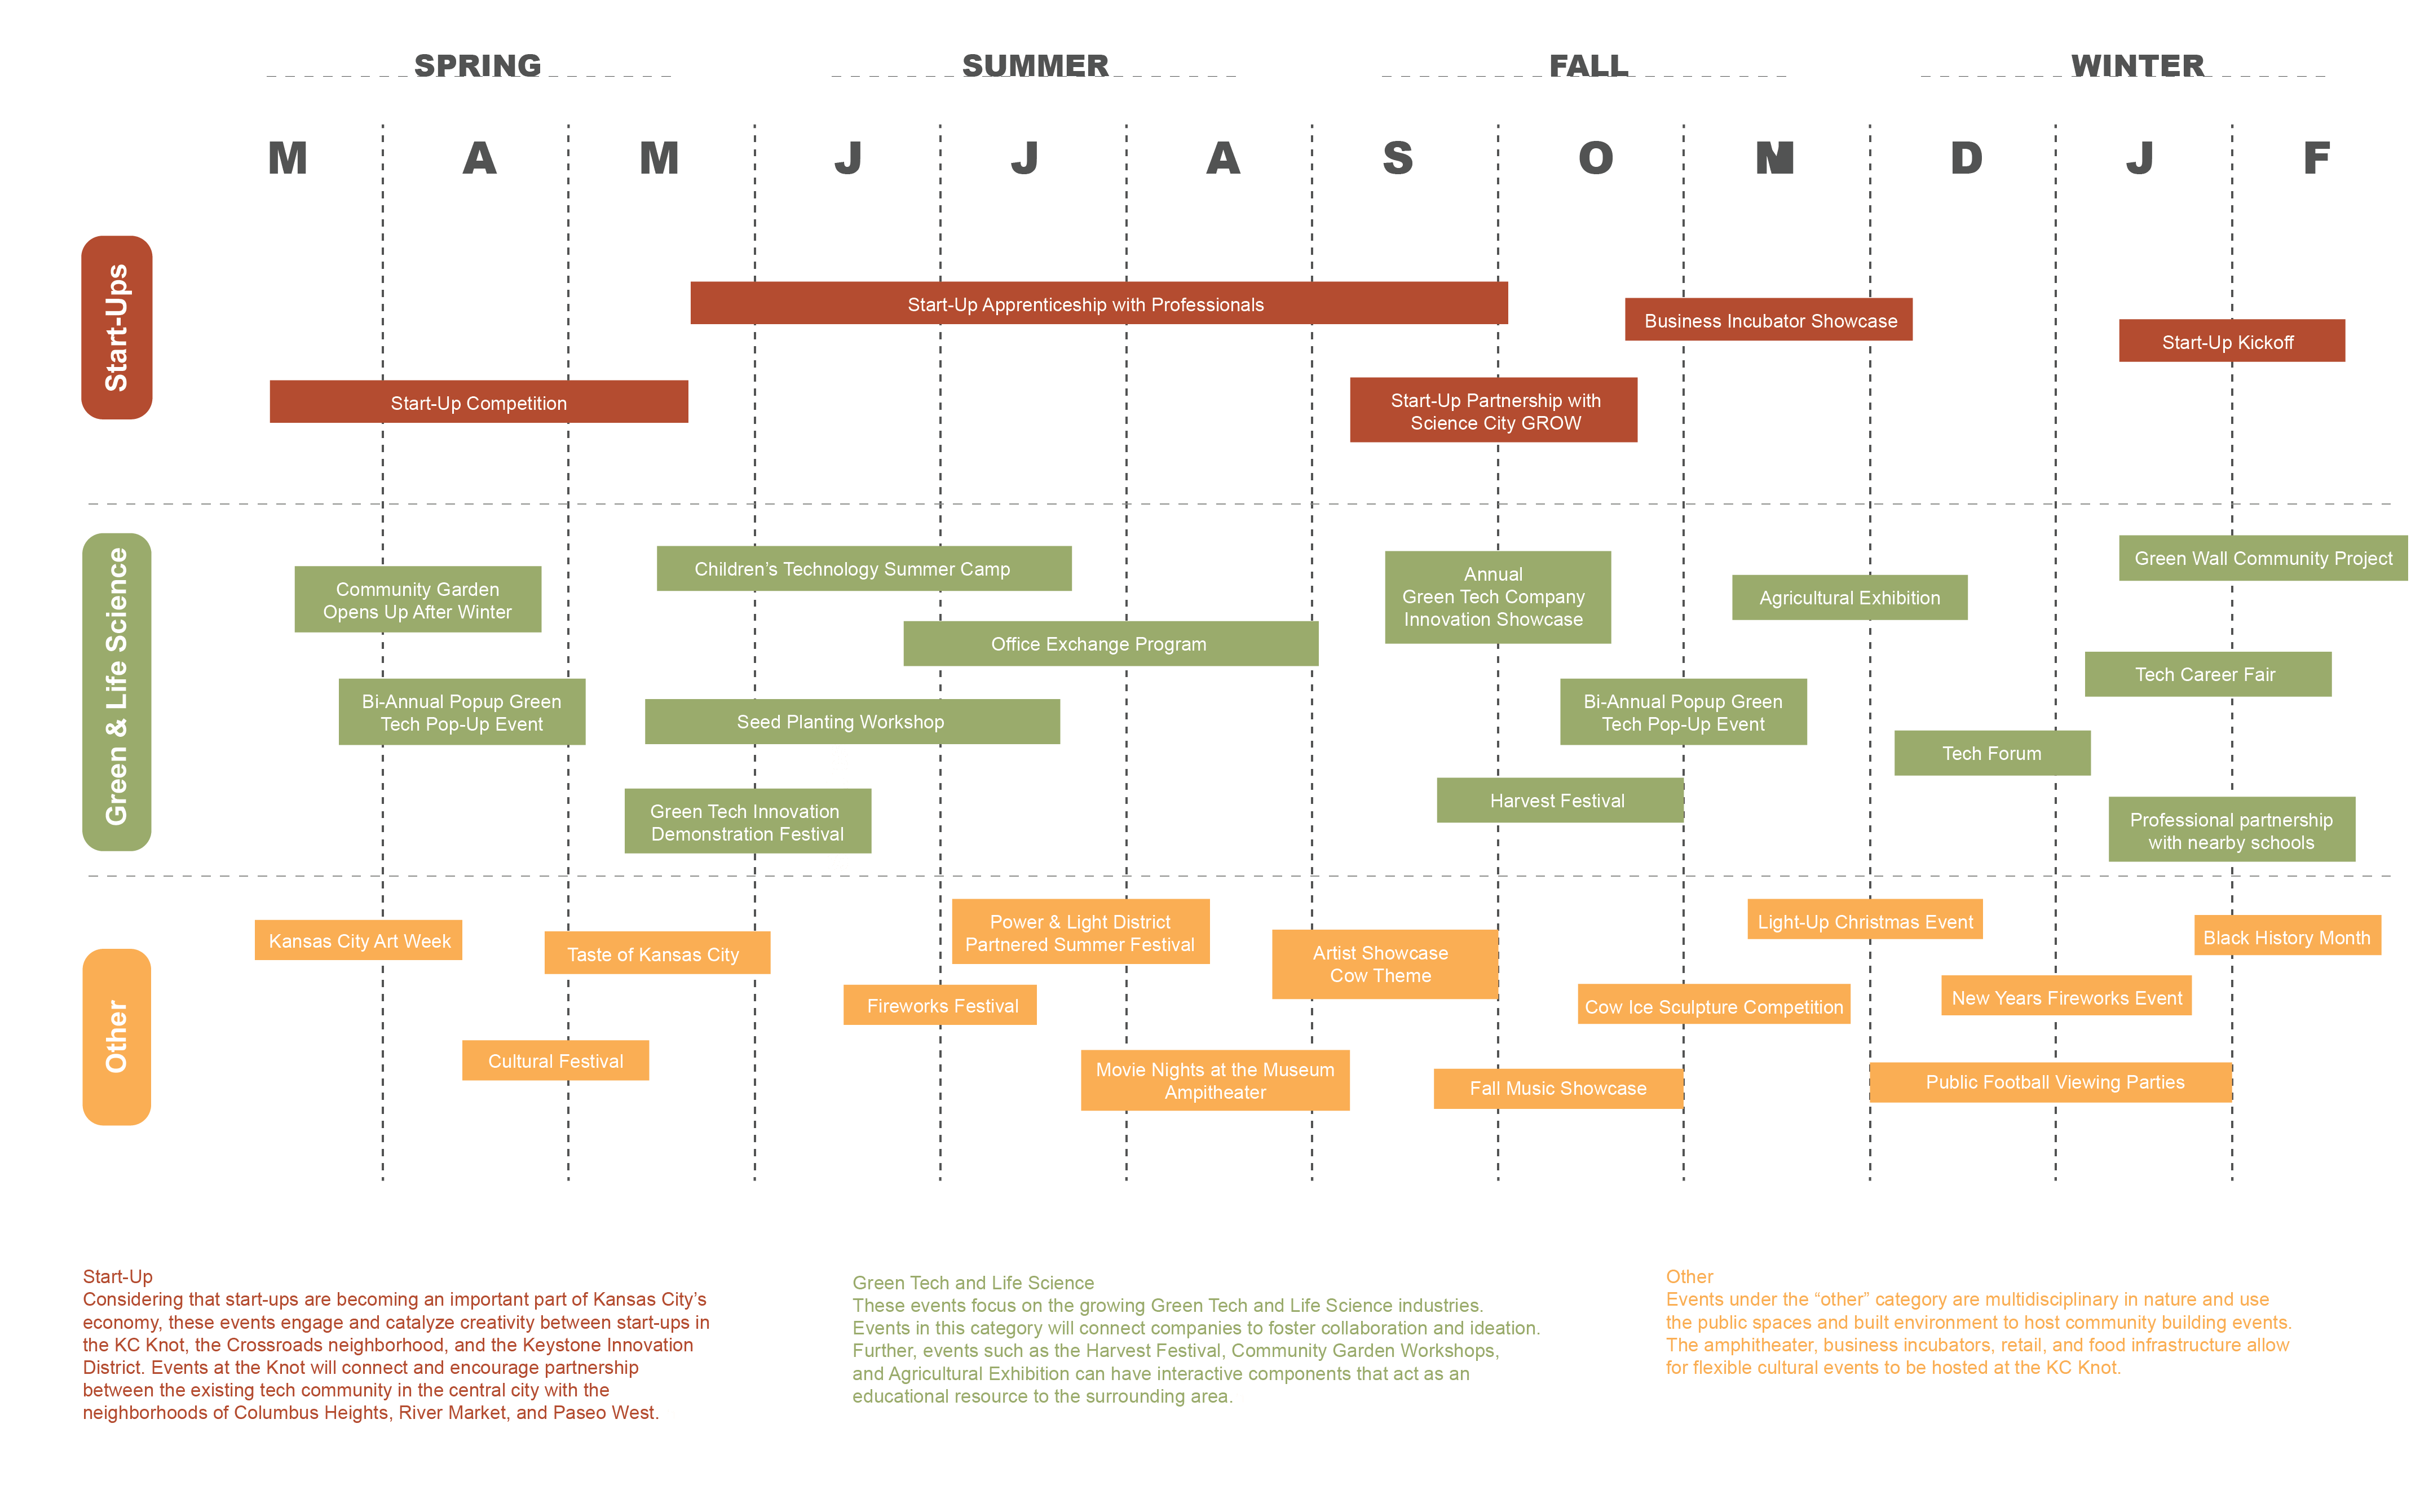 SPRING
SUMMER
FALL
WINTER
M
A
M
J
J
A
S
O
N
D
J
F
Start-Ups
Start-Up Apprenticeship with Professionals
Business Incubator Showcase
Start-Up Kickoff
Start-Up Competition
Start-Up Partnership with
Science City GROW
Green & Life Science
Community Garden
Opens Up After Winter
Children’s Technology Summer Camp
Annual
Green Tech Company
Innovation Showcase
Agricultural Exhibition
Green Wall Community Project
Office Exchange Program
Tech Career Fair
Bi-Annual Popup Green
Tech Pop-Up Event
Seed Planting Workshop
Bi-Annual Popup Green
Tech Pop-Up Event
Tech Forum
Green Tech Innovation
Demonstration Festival
Harvest Festival
Professional partnership
with nearby schools
Other
Kansas City Art Week
Taste of Kansas City
Power & Light District
Partnered Summer Festival
Artist Showcase
Cow Theme
Light-Up Christmas Event
Black History Month
Fireworks Festival
Cow Ice Sculpture Competition
New Years Fireworks Event
Cultural Festival
Movie Nights at the Museum
Ampitheater
Fall Music Showcase
Public Football Viewing Parties
Start-Up
Considering that start-ups are becoming an important part of Kansas City’s
economy, these events engage and catalyze creativity between start-ups in
the KC Knot, the Crossroads neighborhood, and the Keystone Innovation
District. Events at the Knot will connect and encourage partnership
between the existing tech community in the central city with the
neighborhoods of Columbus Heights, River Market, and Paseo West.
Green Tech and Life Science
These events focus on the growing Green Tech and Life Science industries.
Events in this category will connect companies to foster collaboration and ideation.
Further, events such as the Harvest Festival, Community Garden Workshops,
and Agricultural Exhibition can have interactive components that act as an
educational resource to the surrounding area.
Other
Events under the “other” category are multidisciplinary in nature and use
the public spaces and built environment to host community building events.
The amphitheater, business incubators, retail, and food infrastructure allow
for flexible cultural events to be hosted at the KC Knot.